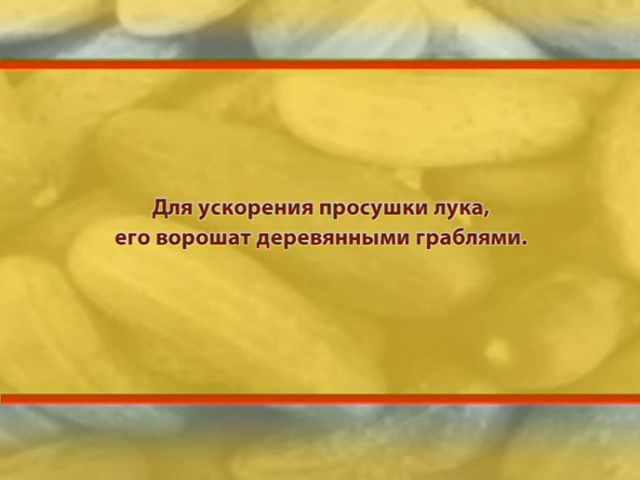 Для ускорения просушки лука,
его ворошат деревянными граблями.